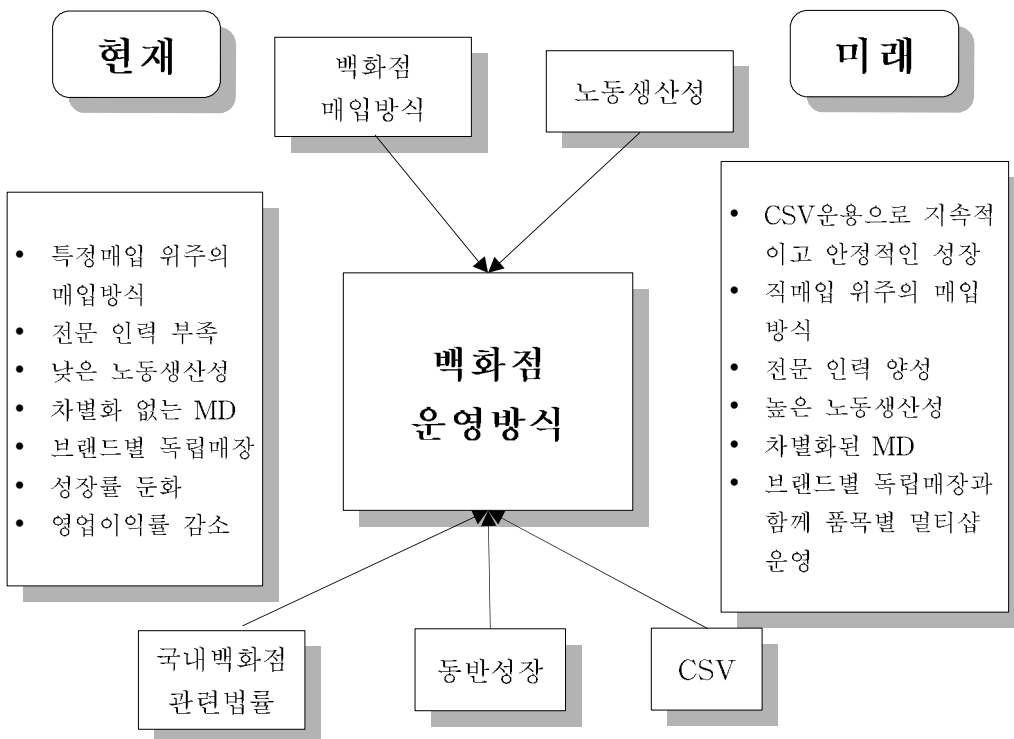 현재
백화점
매입방식
노동생산성
미래
• 특정매입 위주의
매입방식
• 전문 인력 부족
• 낮은 노동생산성
• 차별화 없는 MD
• 브랜드별 독립매장
• 성장률 둔화
• 영업이익률 감소
백화점
운영방식
• CSV운용으로 지속적
이고 안정적인 성장
• 직매입 위주의 매입
방식
• 전문 인력 양성
• 높은 노동생산성
• 차별화된 MD
• 브랜드별 독립매장과
함께 품목별 멀티샵
운영
국내백화점
관련법률
동반성장
CSV